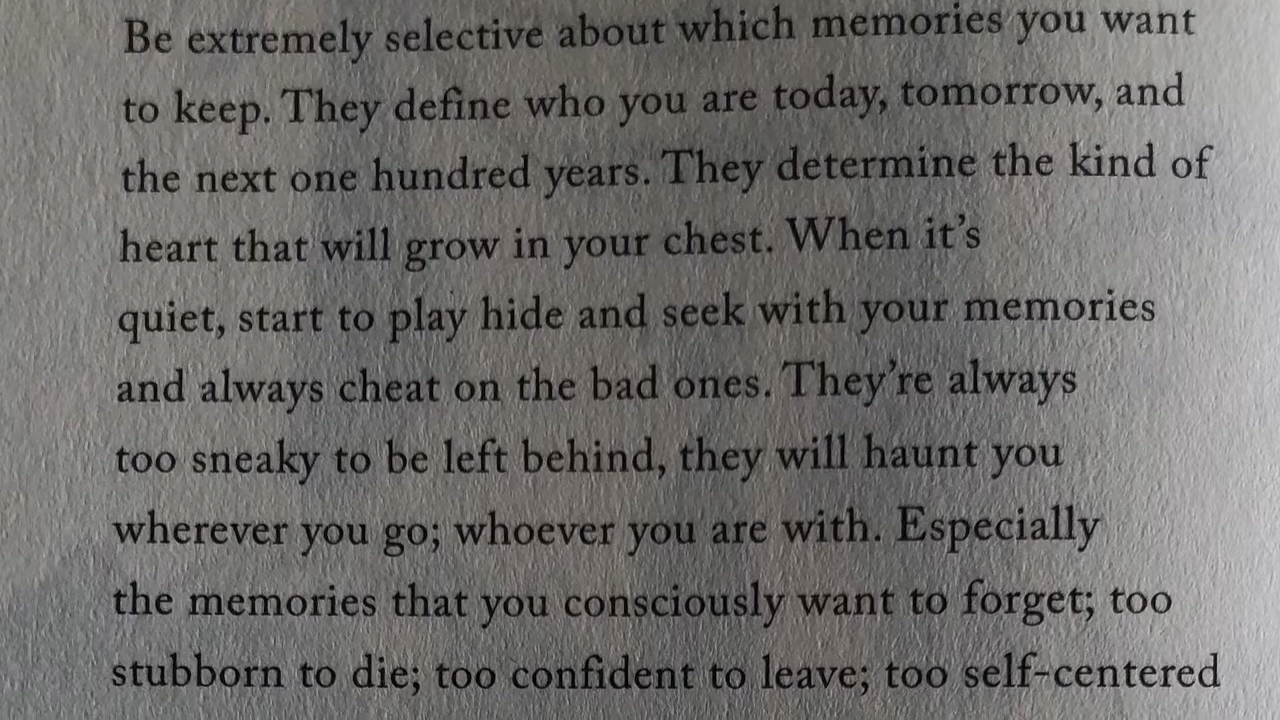 Be extremely selective about which memories you want
to keep. They define who you are today, tomorrow, and
the next one hundred years. They determine the kind of
heart that will grow in your chest. When it's
quiet, start to play hide and seek with your memories
and always cheat on the bad ones. They're always
too sneaky to be left behind, they will haunt you
wherever you go; whoever you are with. Especially
the memories that you consciously want to forget; too
stubborn to die; too confident to leave; too self-centered